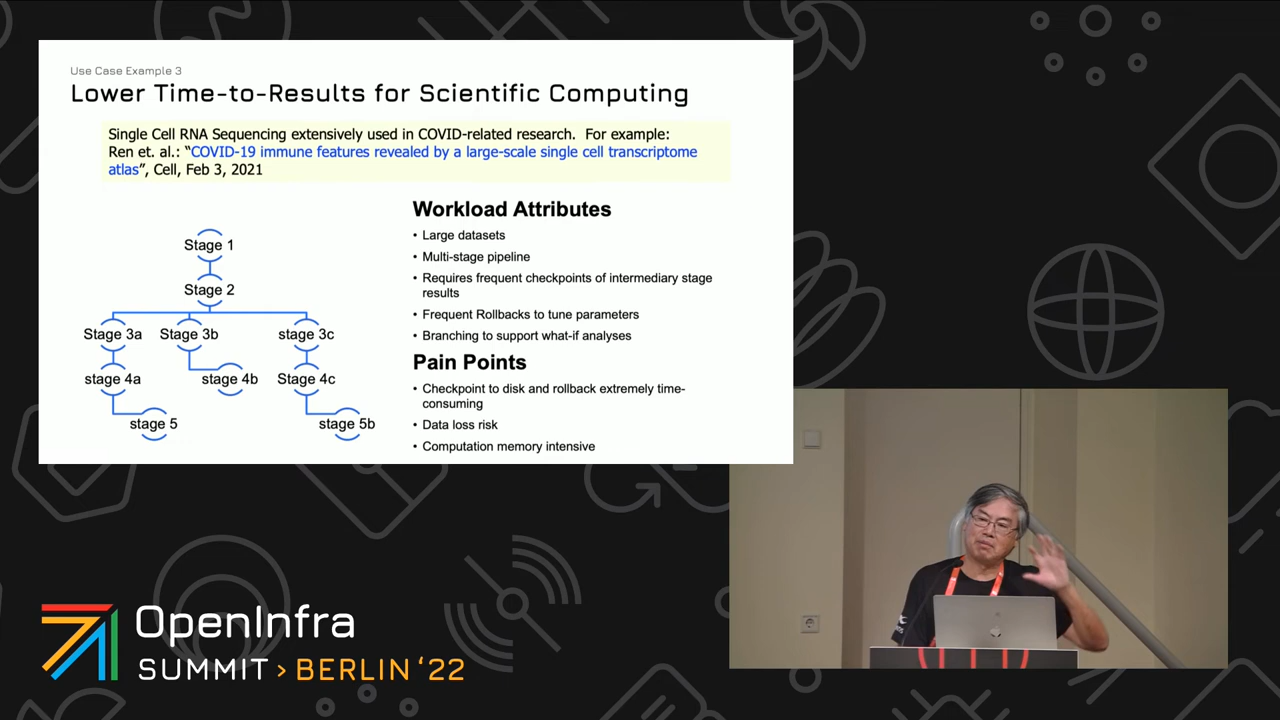 Use Case Example 3
Lower Time-to-Results for Scientific Computing
Single Cell RNA Sequencing extensively used in COVID-related research.  For example:
Ren et. al.: “COVID-19 immune features revealed by a large-scale single cell transcriptome
atlas”, Cell, Feb 3, 2021
Stage 1
Stage 2
Stage 3a
Stage 3b
stage 3c
stage 4a
stage 4b
Stage 4c
stage 5
stage 5b
Workload Attributes
• Large datasets
• Multi-stage pipeline
• Requires frequent checkpoints of intermediary stage
results
• Frequent Rollbacks to tune parameters
• Branching to support what-if analyses
Pain Points
• Checkpoint to disk and rollback extremely time-
consuming
• Data loss risk
• Computation memory intensive
OpenInfra
SUMMIT > BERLIN ‘22